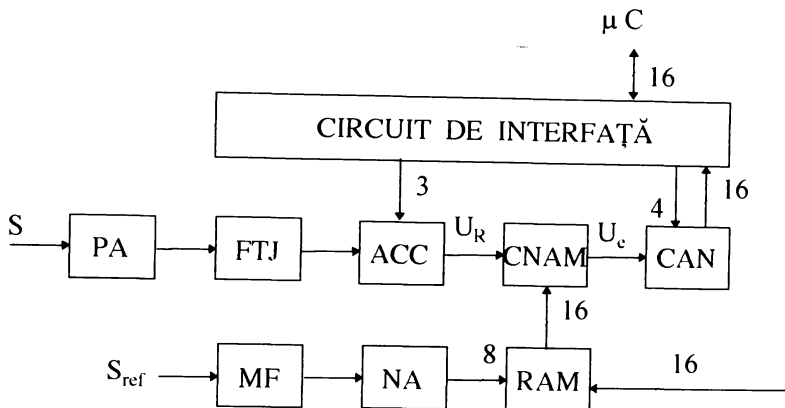 μ C
16
CIRCUIT DE INTERFAȚĂ
3
4
16
S
PA
FTJ
ACC
U_R
CNAM
U_e
CAN
16
S_ref
MF
NA
8
RAM
16